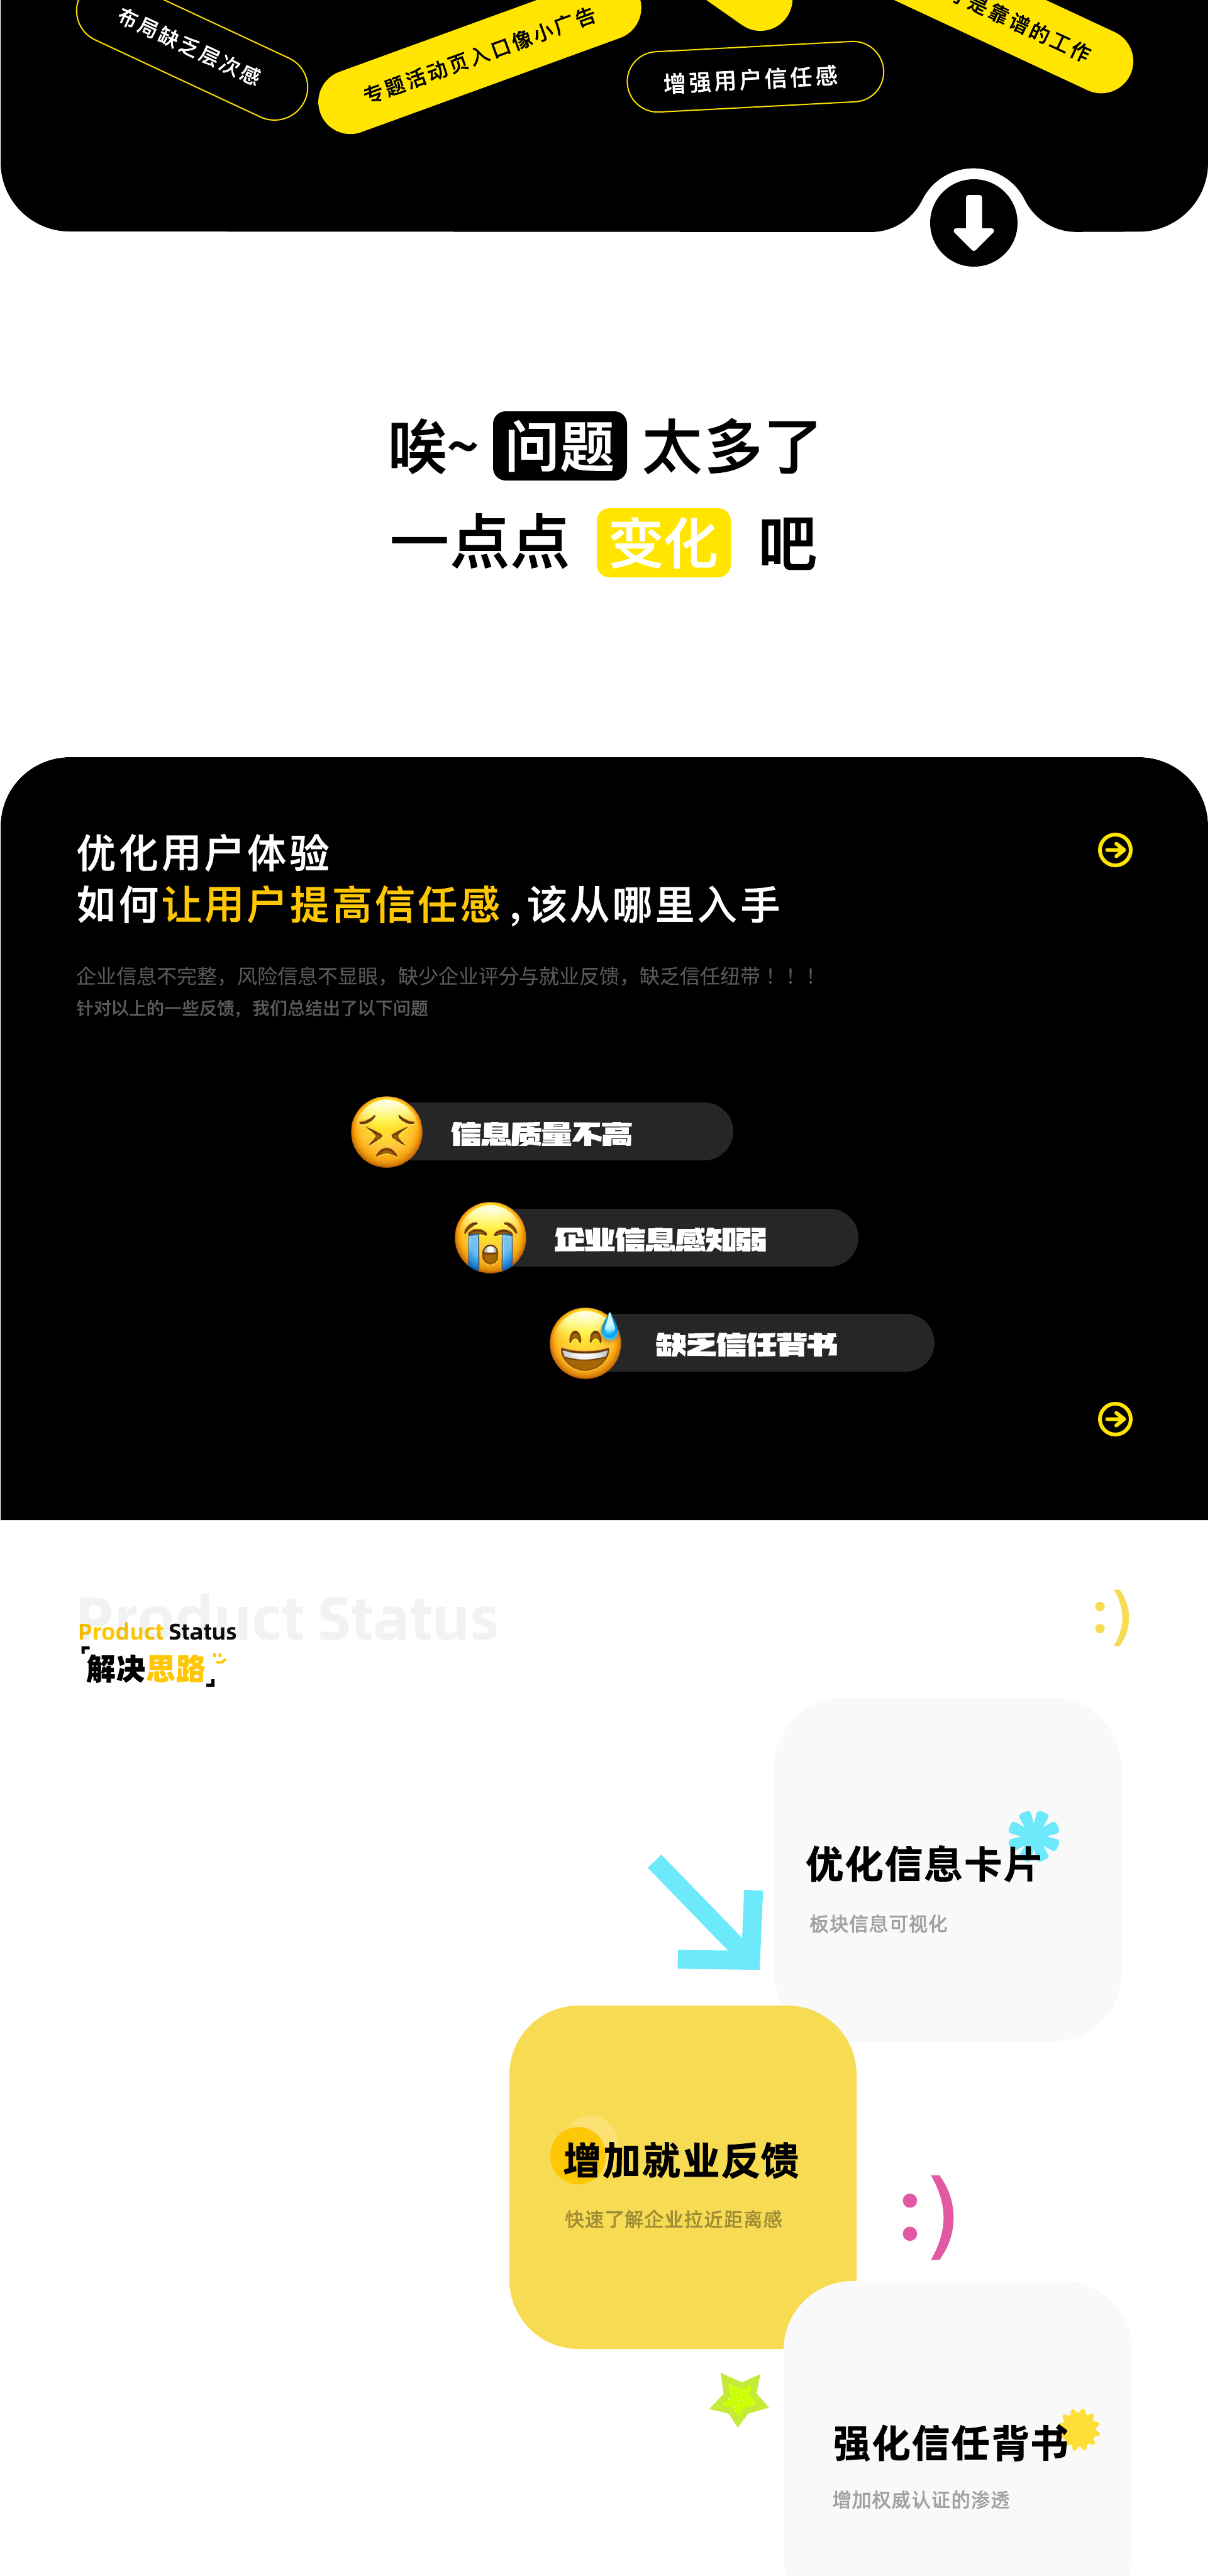 布局缺乏层次感
专题活动页入口像小广告
增强用户信任感
是靠谱的工作
唉~ 问题 太多了
一点点 变化 吧
优化用户体验
如何让用户提高信任感,该从哪里入手
企业信息不完整，风险信息不显眼，缺少企业评分与就业反馈，缺乏信任纽带！！！
针对以上的一些反馈，我们总结出了以下问题
信息质量不高
企业信息感知弱
缺乏信任背书
Product Status
:)
Product Status
「解决思路」
优化信息卡片
板块信息可视化
增加就业反馈
快速了解企业拉近距离感
:)
强化信任背书
增加权威认证的渗透